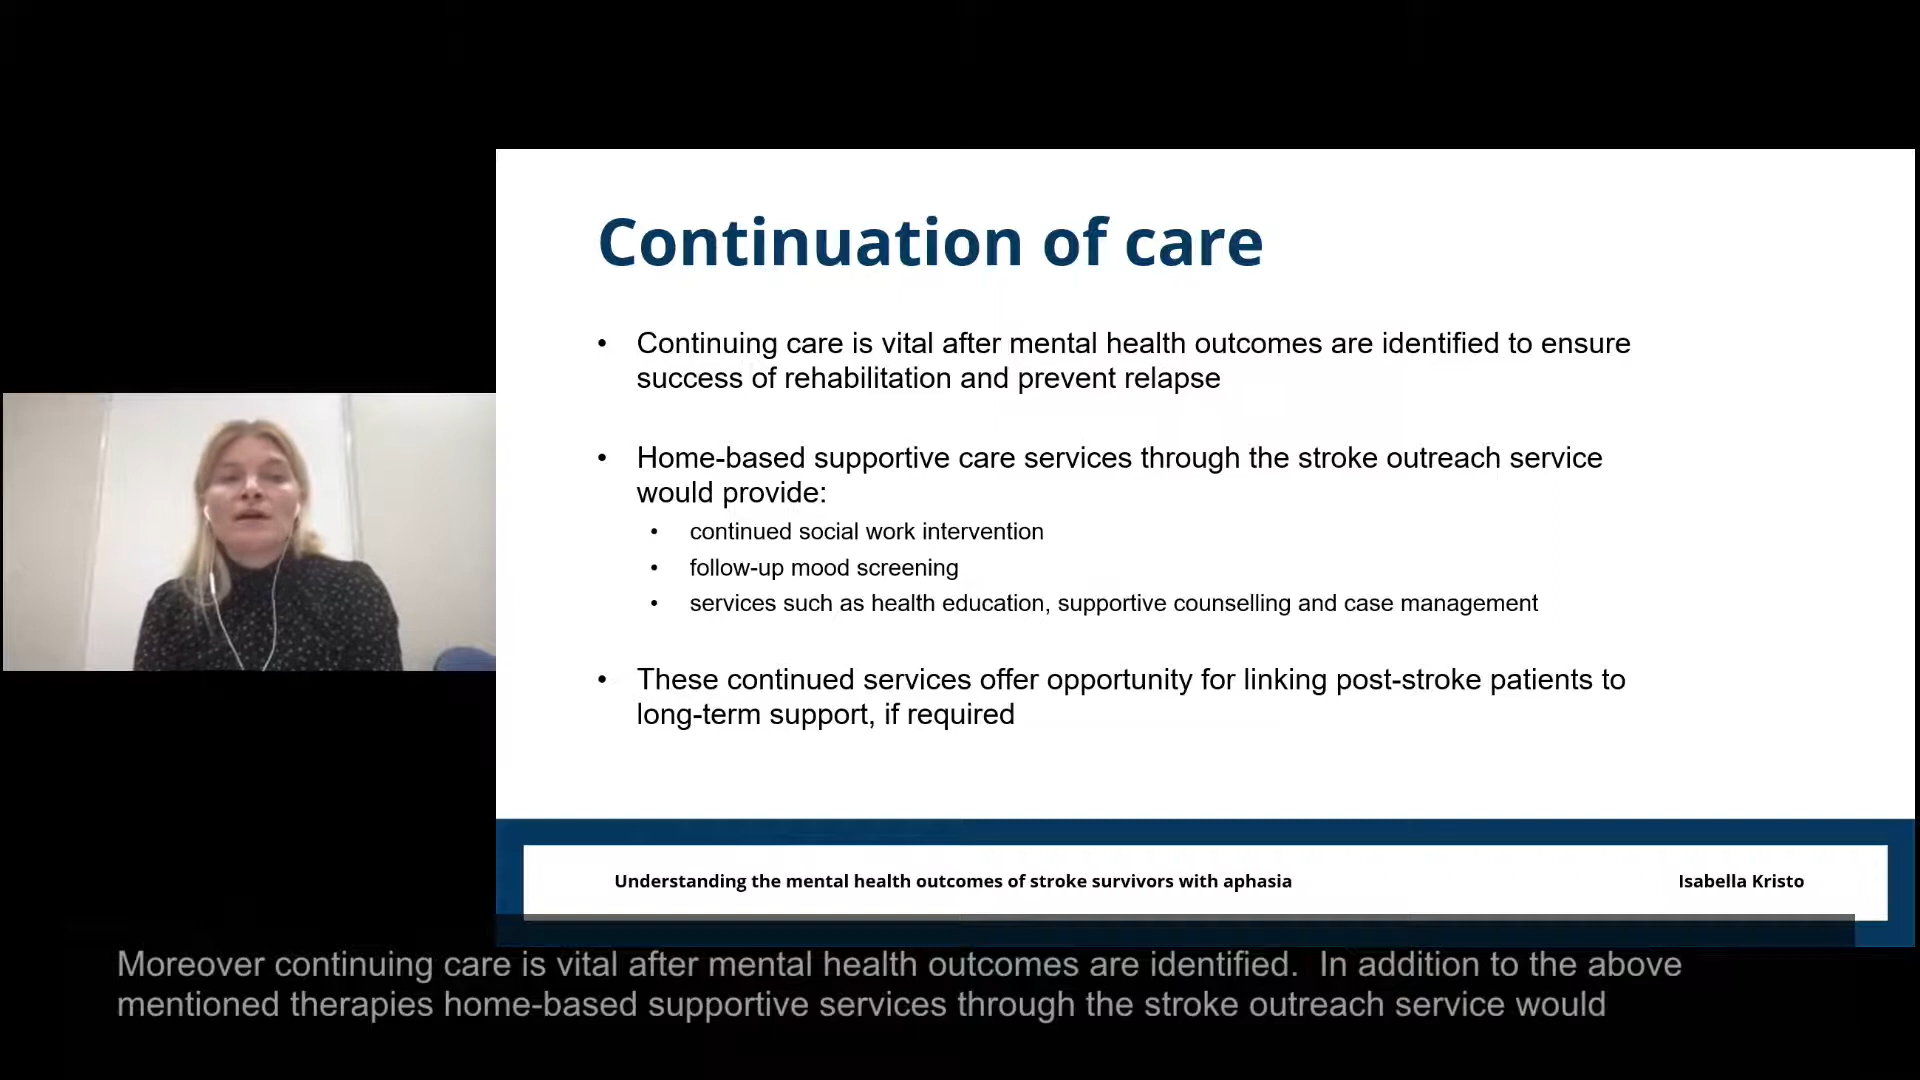 Continuation of care
• Continuing care is vital after mental health outcomes are identified to ensure
success of rehabilitation and prevent relapse
• Home-based supportive care services through the stroke outreach service
would provide:
• continued social work intervention
• follow-up mood screening
• services such as health education, supportive counselling and case management
• These continued services offer opportunity for linking post-stroke patients to
long-term support, if required
Understanding the mental health outcomes of stroke survivors with aphasia
Isabella Kristo
Moreover continuing care is vital after mental health outcomes are identified. In addition to the above
mentioned therapies home-based supportive services through the stroke outreach service would